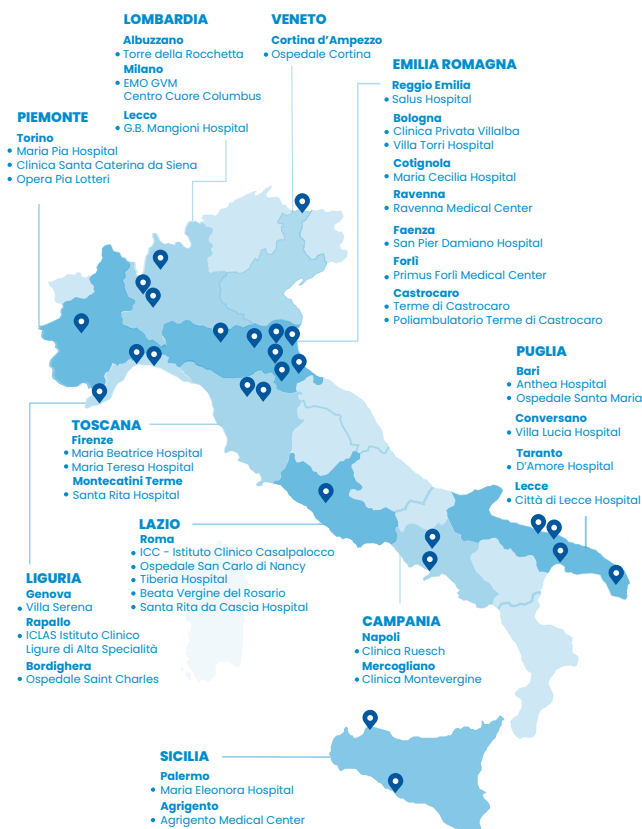 LOMBARDIA
Albuzzano
• Torre della Rocchetta
Milano
• EMO GVM
Centro Cuore Columbus
Lecco
• G.B. Mangioni Hospital
VENETO
Cortina d’Ampezzo
• Ospedale Cortina
EMILIA ROMAGNA
Reggio Emilia
• Salus Hospital
Bologna
• Clinica Privata Villalba
• Villa Torri Hospital
Cotignola
• Maria Cecilia Hospital
Ravenna
• Ravenna Medical Center
Faenza
• San Pier Damiano Hospital
Forlì
• Primus Forlì Medical Center
Castrocaro
• Terme di Castrocaro
• Poliambulatorio Terme di Castrocaro
PIEMONTE
Torino
• Maria Pia Hospital
• Clinica Santa Caterina da Siena
• Opera Pia Lotteri
PUGLIA
Bari
• Anthea Hospital
• Ospedale Santa Maria
Conversano
• Villa Lucia Hospital
Taranto
• D’Amore Hospital
Lecce
• Città di Lecce Hospital
TOSCANA
Firenze
• Maria Beatrice Hospital
• Maria Teresa Hospital
Montecatini Terme
• Santa Rita Hospital
LAZIO
Roma
• ICC - Istituto Clinico Casalpalocco
• Ospedale San Carlo di Nancy
• Tiberia Hospital
• Beata Vergine del Rosario
• Santa Rita da Cascia Hospital
LIGURIA
Genova
• Villa Serena
Rapallo
• ICLAS Istituto Clinico
Ligure di Alta Specialità
Bordighera
• Ospedale Saint Charles
CAMPANIA
Napoli
• Clinica Ruesch
Mercogliano
• Clinica Montevergine
SICILIA
Palermo
• Maria Eleonora Hospital
Agrigento
• Agrigento Medical Center